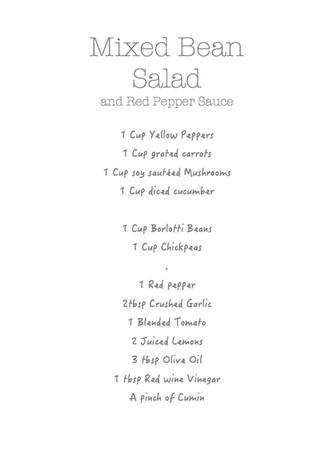 Mixed Bean
Salad
and Red Pepper Sauce
1 Cup Yellow Peppers
1 Cup grated carrots
1 Cup soy sautéed Mushrooms
1 Cup diced cucumber
1 Cup Borlotti Beans
1 Cup Chickpeas
.
1 Red pepper
2tbsp Crushed Garlic
1 Blended Tomato
2 Juiced Lemons
3 tbsp Olive Oil
1 tbsp Red wine Vinegar
A pinch of Cumin